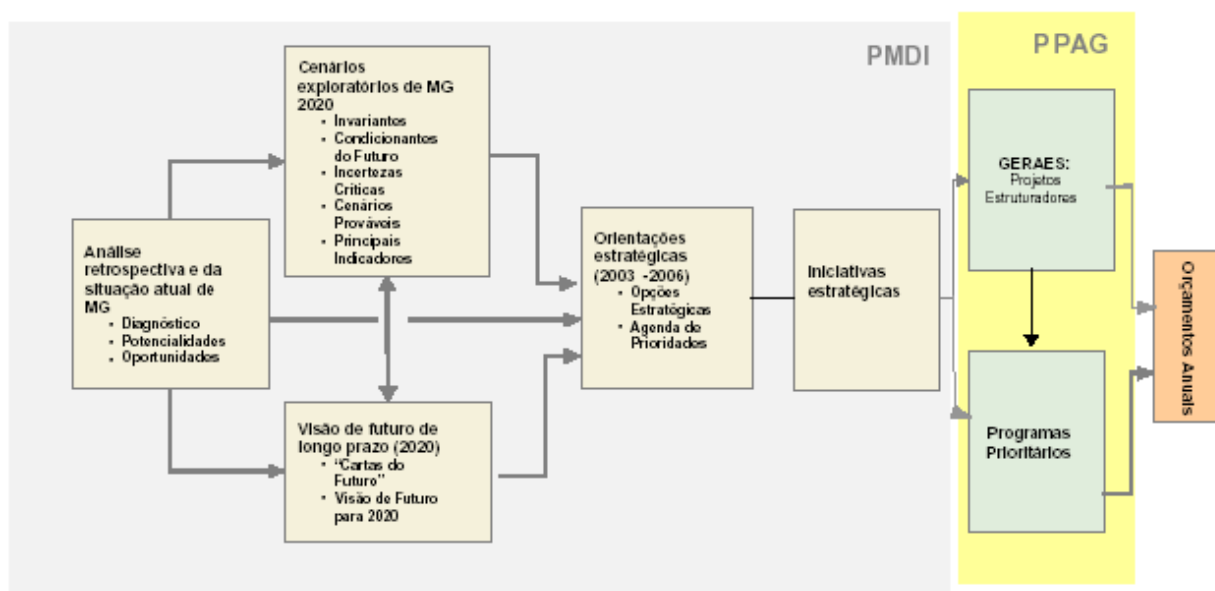 PMDI
PPAG
Cenários
exploratórios de MG
2020
▪ Invariantes
▪ Condicionantes
do Futuro
▪ Incertezas
Críticas
▪ Cenários
Prováveis
▪ Principais
Indicadores
Análise
retrospectiva e da
situação atual de
MG
▪ Diagnóstico
▪ Potencialidades
▪ Oportunidades
Visão de futuro de
longo prazo (2020)
▪ “Cartas do
Futuro”
▪ Visão de Futuro
para 2020
Orientações
estratégicas
(2003 -2006)
▪ Opções
Estratégicas
▪ Agenda de
Prioridades
Iniciativas
estratégicas
GERAES:
Projetos
Estruturadores
Programas
Prioritários
Orçamentos Anuais